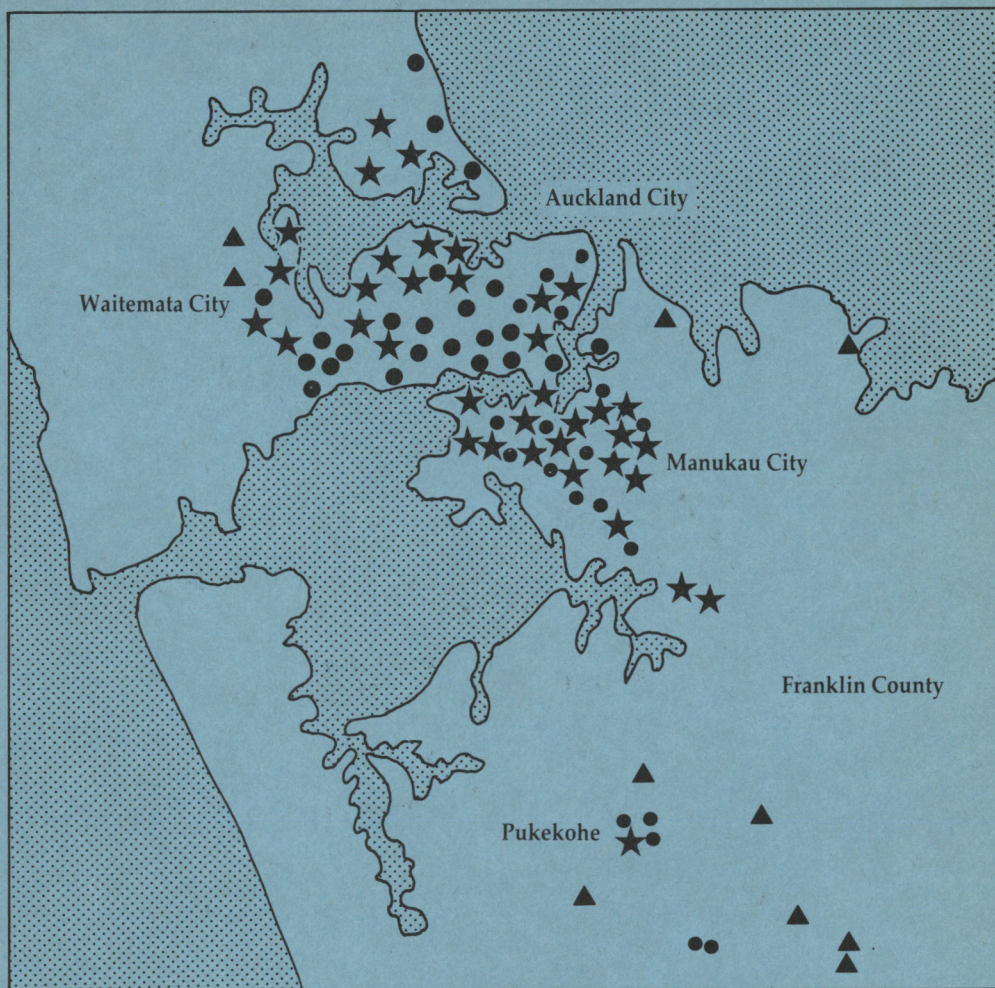 Auckland City
Waitemata City
Manukau City
Franklin County
Pukekohe